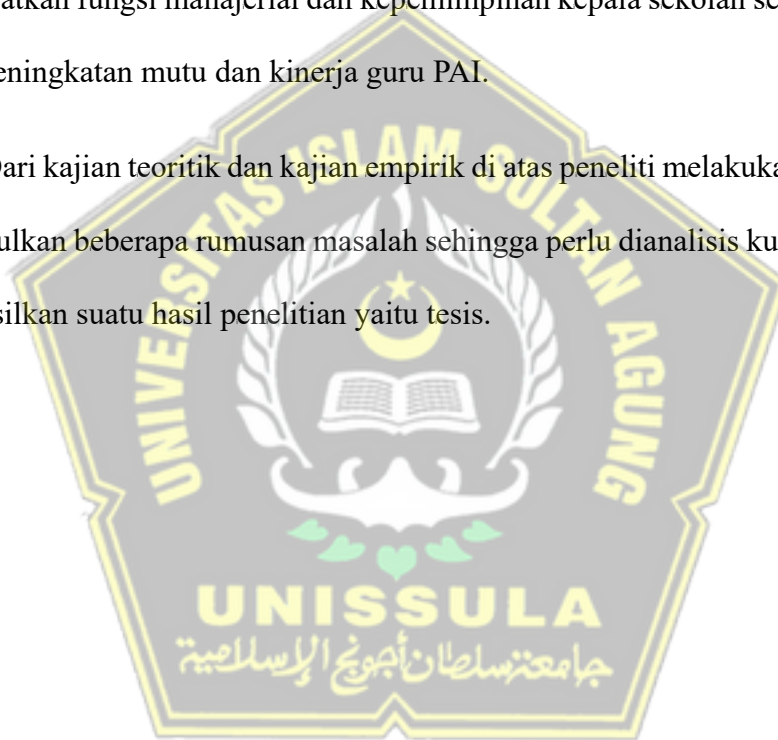 atkan fungsi manajerial dan kepemimpinan kepala sekolah se
eningkatan mutu dan kinerja guru PAI.
Dari kajian teoritik dan kajian empirik di atas peneliti melakuka
ulkan beberapa rumusan masalah sehingga perlu dianalisis ku
silkan suatu hasil penelitian yaitu tesis.
UNIVERSITAS ISLAM SULTAN AGUNG
UNISSULA
جامعة سلطان أجونج الإسلامية